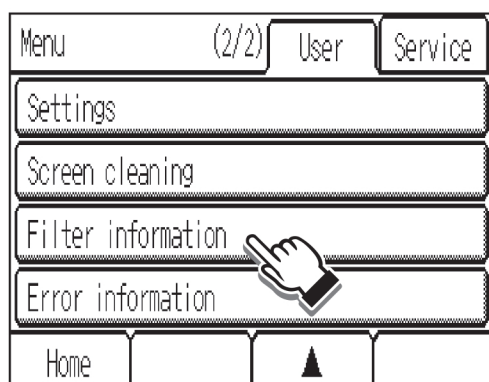 Menu (2/2) User Service
Settings
Screen cleaning
Filter information
Error information
Home ▲